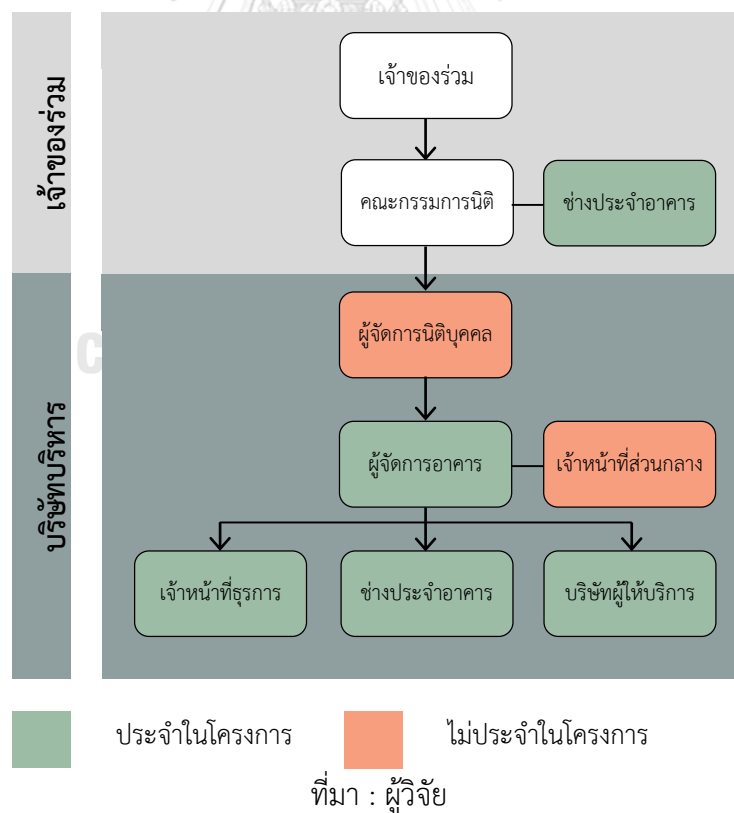 เจ้าของร่วม
เจ้าของร่วม
คณะกรรมการนิติ
ช่างประจำอาคาร
บริษัทบริหาร
ผู้จัดการนิติบุคคล
ผู้จัดการอาคาร
เจ้าหน้าที่ส่วนกลาง
เจ้าหน้าที่ธุรการ
ช่างประจำอาคาร
บริษัทผู้ให้บริการ
ประจำในโครงการ
ไม่ประจำในโครงการ
ที่มา : ผู้วิจัย